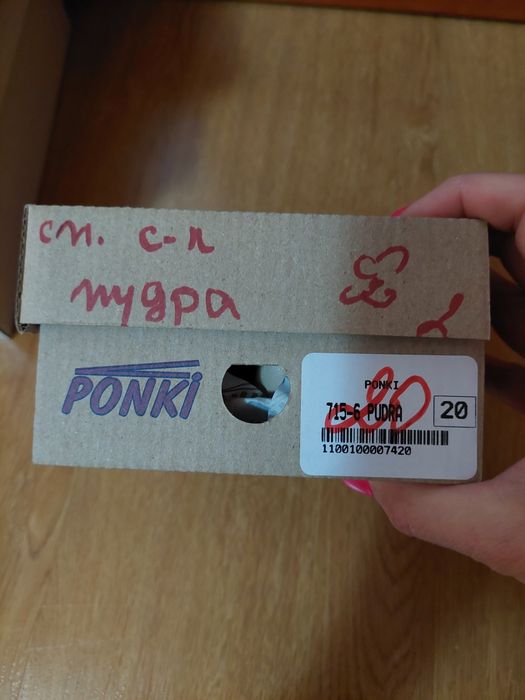 сп. с-п
пудра
PONKi
PONKI
715-6 PUDRA
20
1100100007420